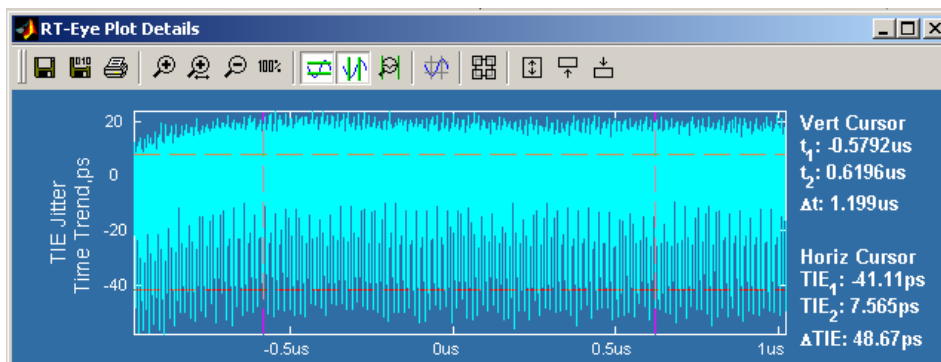 RT-Eye Plot Details
010
100%
20
0
-20
-40
TIE Jitter
Time Trend,ps
-0.5us
0us
0.5us
1us
Vert Cursor
t1: -0.5792us
t2: 0.6196us
Δt: 1.199us
Horiz Cursor
TIE1: -41.11ps
TIE2: 7.565ps
ΔTIE: 48.67ps